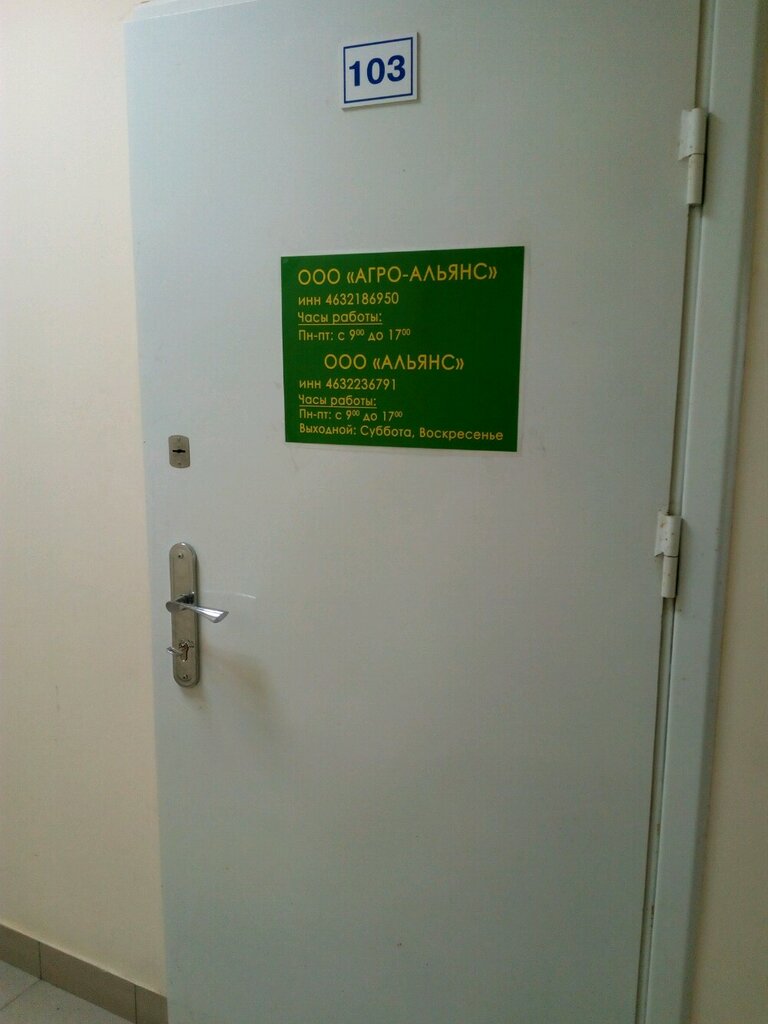 103
ООО «АГРО-АЛЬЯНС»
инн 4632186950
Часы работы:
Пн-пт: с 9⁰⁰ до 17⁰⁰
ООО «АЛЬЯНС»
инн 4632236791
Часы работы:
Пн-пт: с 9⁰⁰ до 17⁰⁰
Выходной: Суббота, Воскресенье